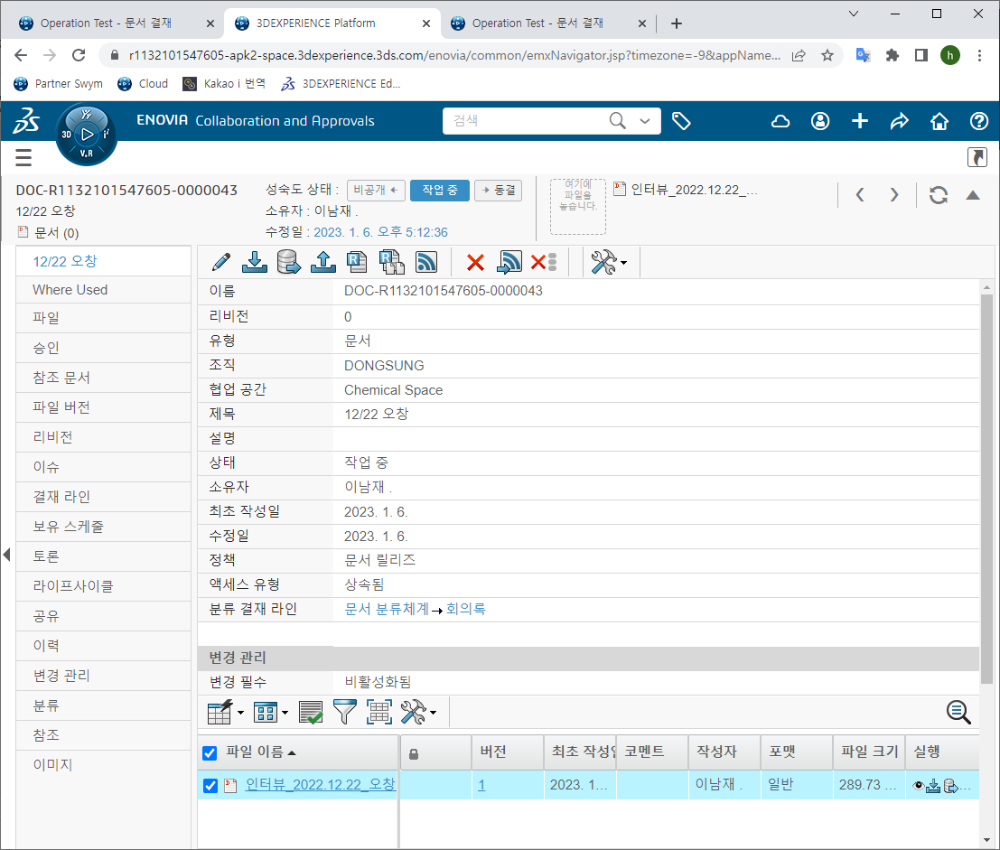 Operation Test - 문서 결재
3DEXPERIENCE Platform
Operation Test - 문서 결재
r1132101547605-apk2-space.3dexperience.3ds.com/enovia/common/emxNavigator.jsp?timezone=-9&appName...
h
Partner Swym
Cloud
Kakao i 번역
3DEXPERIENCE Ed...
3D
V.R
ENOVIA Collaboration and Approvals
검색
DOC-R1132101547605-0000043
12/22 오창
문서 (0)
성숙도 상태 : 비공개 작업 중 동결
소유자 : 이남재 .
수정일 : 2023. 1. 6. 오후 5:12:36
여기에
파일을
놓습니다.
인터뷰_2022.12.22_...
12/22 오창
Where Used
파일
승인
참조 문서
파일 버전
리비전
이슈
결재 라인
보유 스케줄
토론
라이프사이클
공유
이력
변경 관리
분류
참조
이미지
이름 DOC-R1132101547605-0000043
리비전 0
유형 문서
조직 DONGSUNG
협업 공간 Chemical Space
제목 12/22 오창
설명
상태 작업 중
소유자 이남재 .
최초 작성일 2023. 1. 6.
수정일 2023. 1. 6.
정책 문서 릴리즈
액세스 유형 상속됨
분류 결재 라인 문서 분류체계 → 회의록
변경 관리
변경 필수 비활성화됨
파일 이름 버전 최초 작성일 코멘트 작성자 포맷 파일 크기 실행
인터뷰_2022.12.22_오창 1 2023. 1... 이남재 . 일반 289.73 ... ...